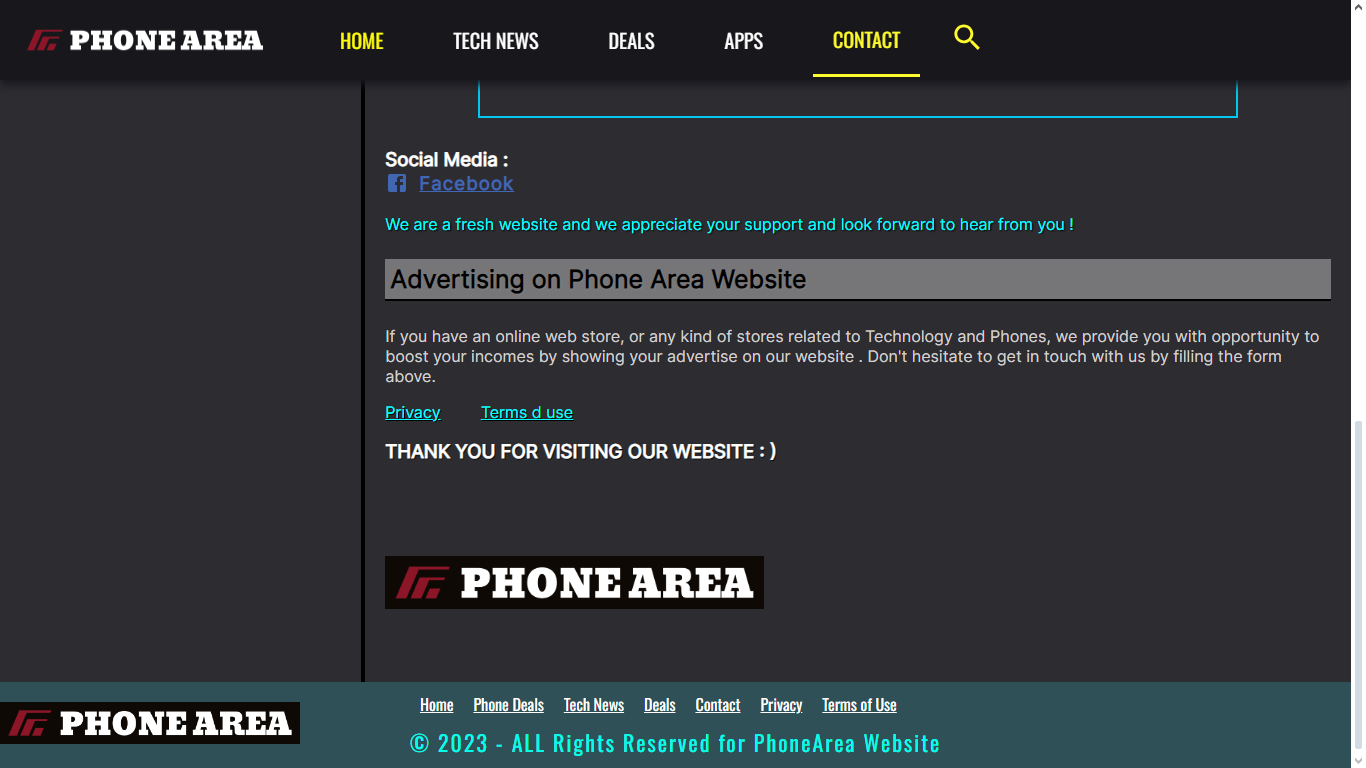 PHONE AREA HOME TECH NEWS DEALS APPS CONTACT
Social Media :
Facebook
We are a fresh website and we appreciate your support and look forward to hear from you !
Advertising on Phone Area Website
If you have an online web store, or any kind of stores related to Technology and Phones, we provide you with opportunity to
boost your incomes by showing your advertise on our website . Don't hesitate to get in touch with us by filling the form
above.
Privacy Terms d use
THANK YOU FOR VISITING OUR WEBSITE : )
PHONE AREA
Home Phone Deals Tech News Deals Contact Privacy Terms of Use
PHONE AREA
© 2023 - ALL Rights Reserved for PhoneArea Website